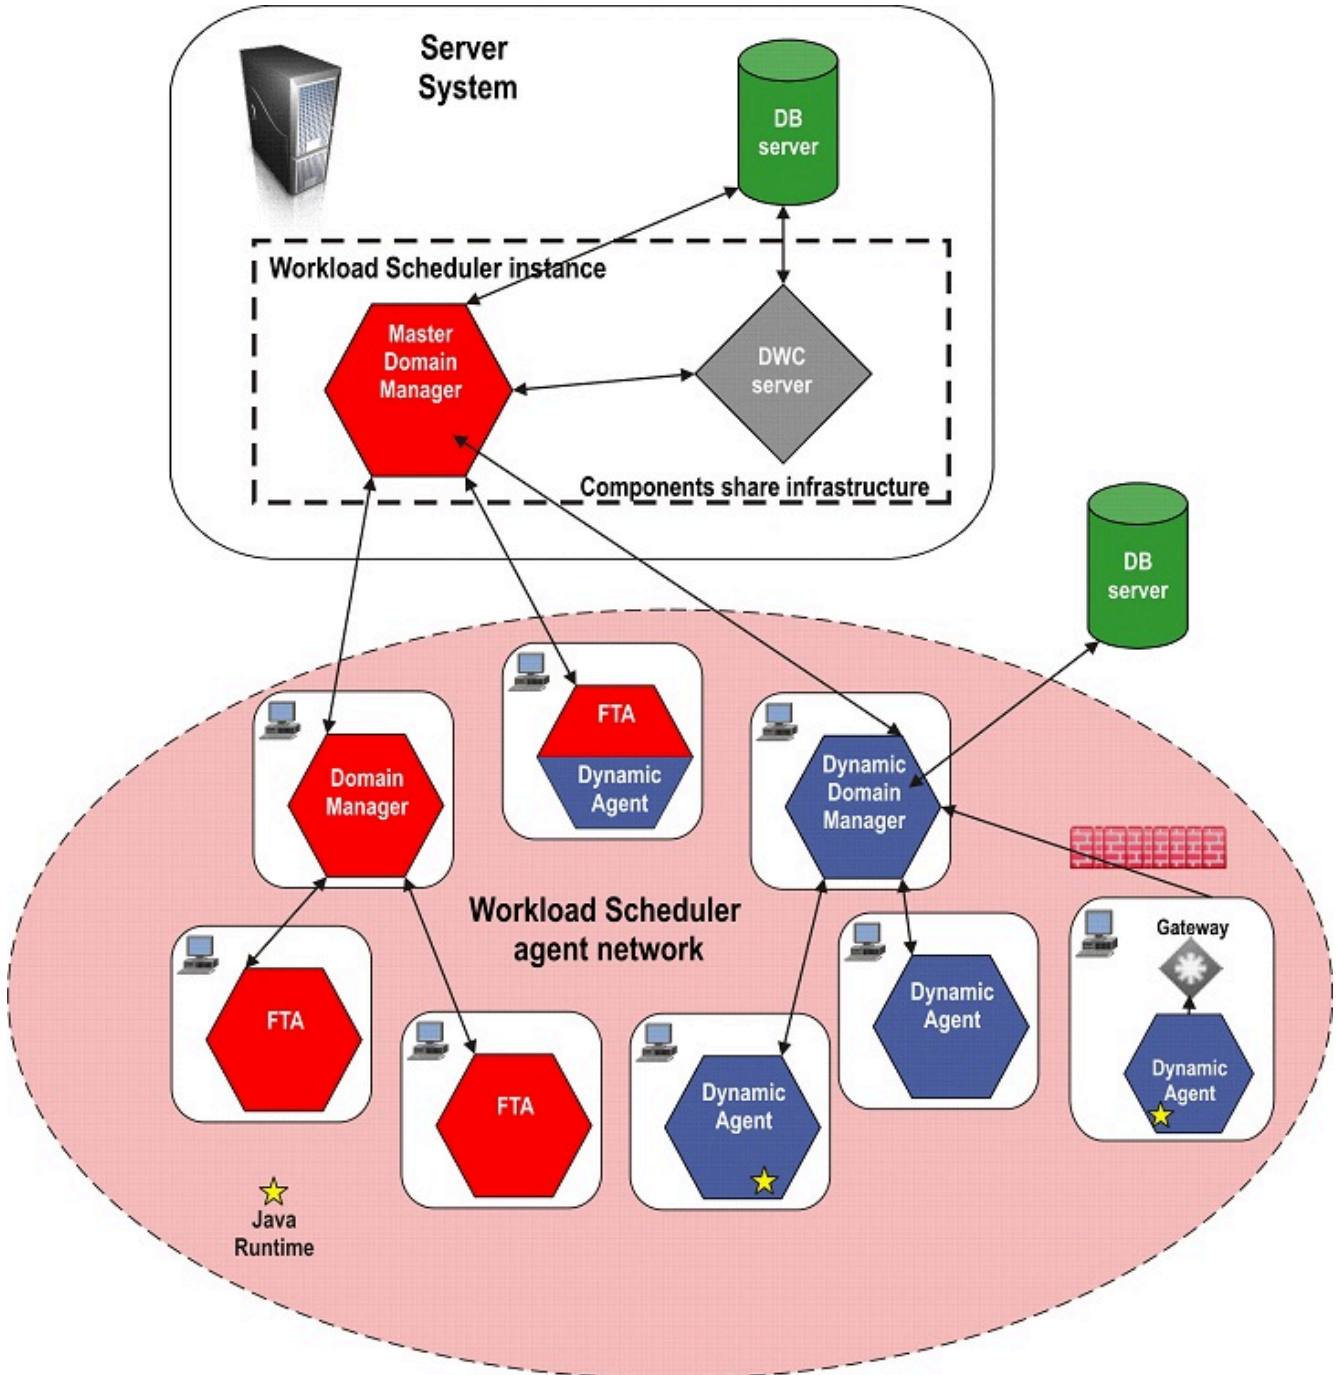 Server
System
DB
server
Workload Scheduler instance
Master
Domain
Manager
DWC
server
Components share infrastructure
DB
server
FTA
Dynamic
Agent
Domain
Manager
Dynamic
Domain
Manager
Workload Scheduler
agent network
Gateway
FTA
FTA
Dynamic
Agent
Dynamic
Agent
Dynamic
Agent
Java
Runtime